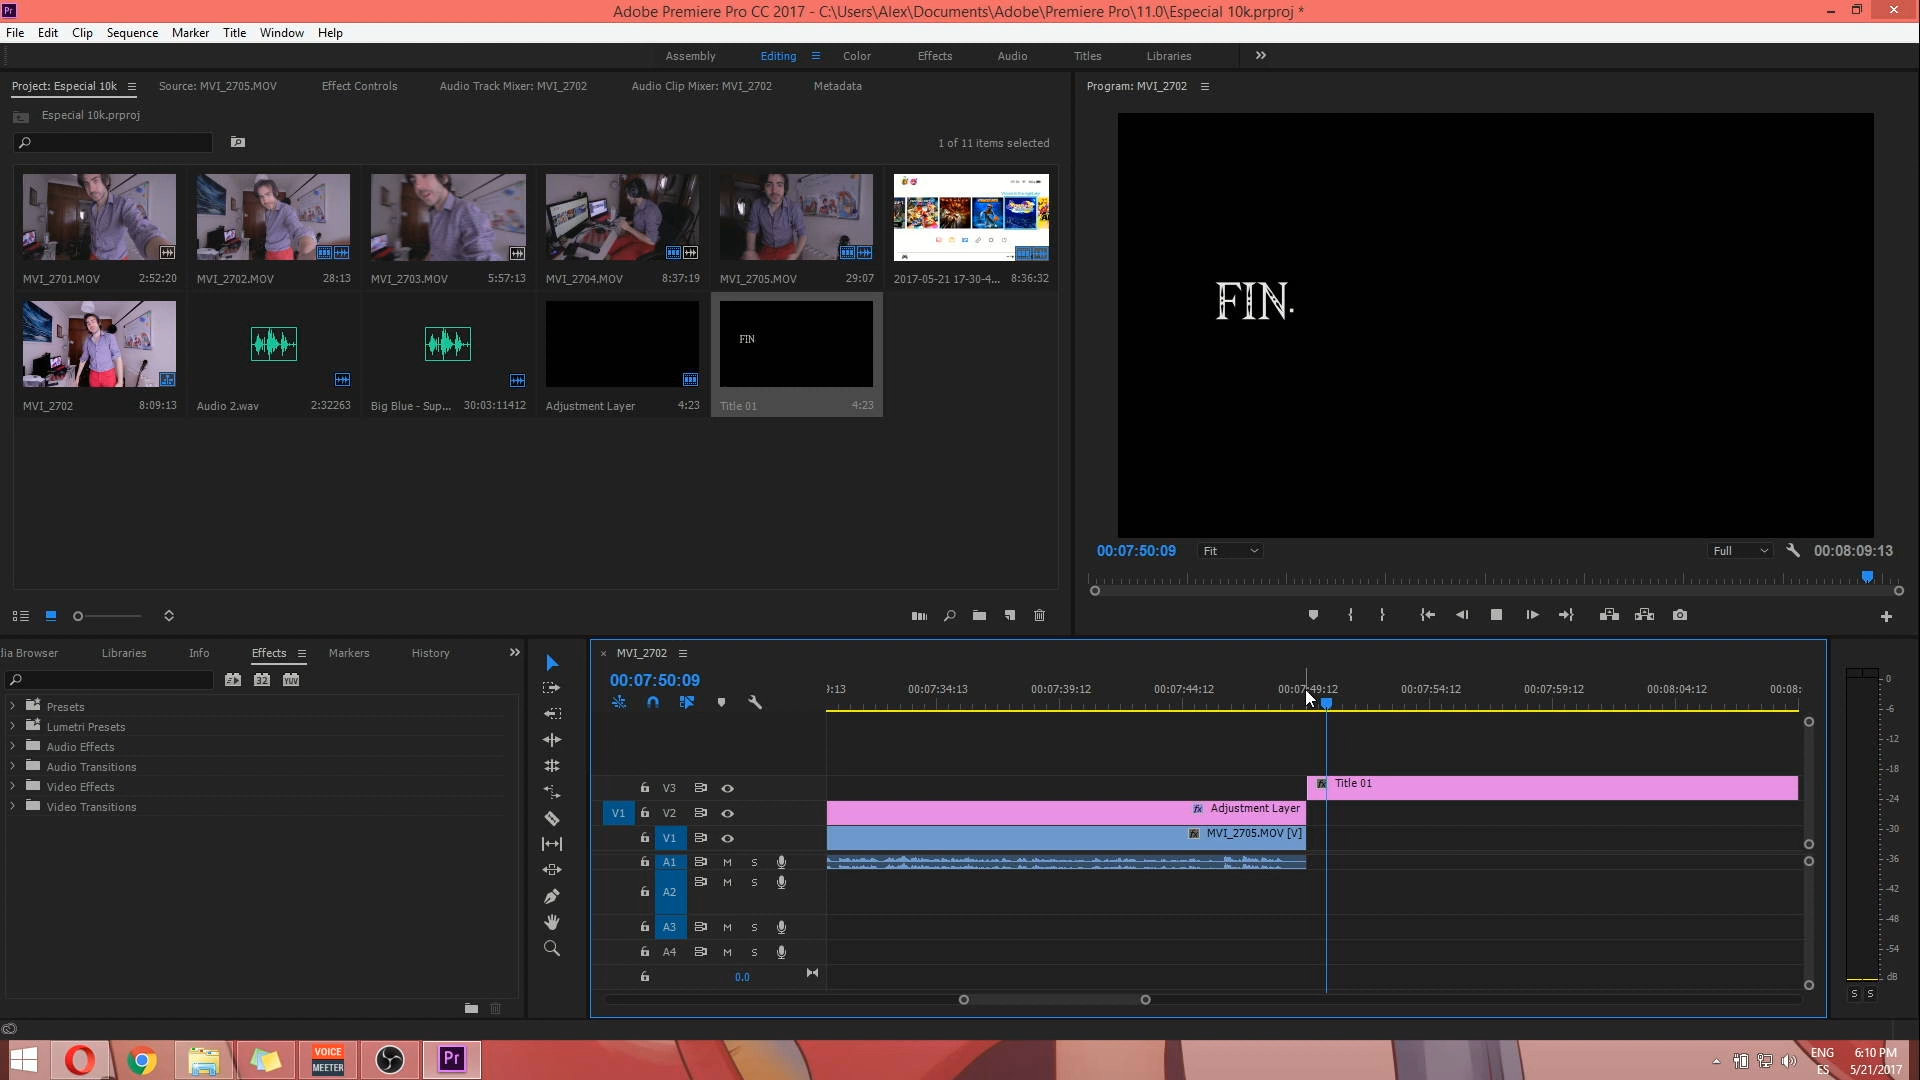 Pr
Adobe Premiere Pro CC 2017 - C:\Users\Alex\Documents\Adobe\Premiere Pro\11.0\Especial 10k.prproj *
File Edit Clip Sequence Marker Title Window Help
Assembly Editing Color Effects Audio Titles Libraries
Project: Especial 10k Source: MVI_2705.MOV Effect Controls Audio Track Mixer: MVI_2702 Audio Clip Mixer: MVI_2702 Metadata
Especial 10k.prproj
1 of 11 items selected
MVI_2701.MOV 2:52:20 MVI_2702.MOV 28:13 MVI_2703.MOV 5:57:13 MVI_2704.MOV 8:37:19 MVI_2705.MOV 29:07 2017-05-21 17-30-4... 8:36:32
FIN
MVI_2702 8:09:13 Audio 2.wav 2:32263 Big Blue - Sup... 30:03:11412 Adjustment Layer 4:23 Title 01 4:23
Program: MVI_2702
FIN.
00:07:50:09 Fit Full 00:08:09:13
lia Browser Libraries Info Effects Markers History
32 YUV
Presets
Lumetri Presets
Audio Effects
Audio Transitions
Video Effects
Video Transitions
× MVI_2702
00:07:50:09
:13 00:07:34:13 00:07:39:12 00:07:44:12 00:07:49:12 00:07:54:12 00:07:59:12 00:08:04:12 00:08:
V3 Title 01
V1 V2 Adjustment Layer
V1 MVI_2705.MOV [V]
A1 M S
A2 M S
A3 M S
A4 M S
0.0
0
-6
-12
-18
-24
-30
-36
-42
-48
-54
dB
S S
VOICE
MEETER
Pr
ENG 6:10 PM
ES 5/21/2017